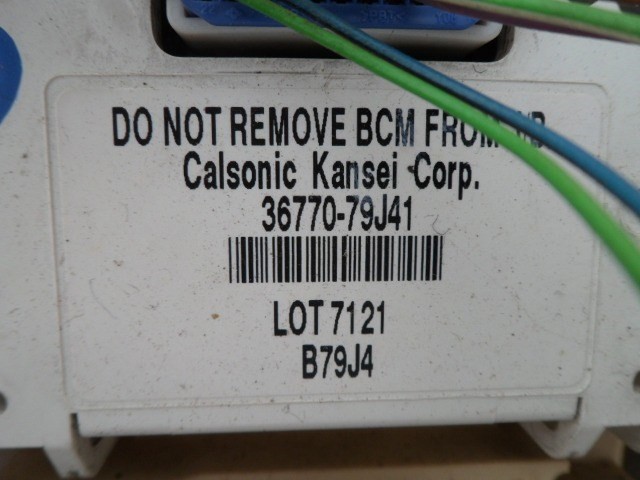 DO NOT REMOVE BCM FROM
Calsonic Kansei Corp.
36770-79J41
LOT 7121
B79J4